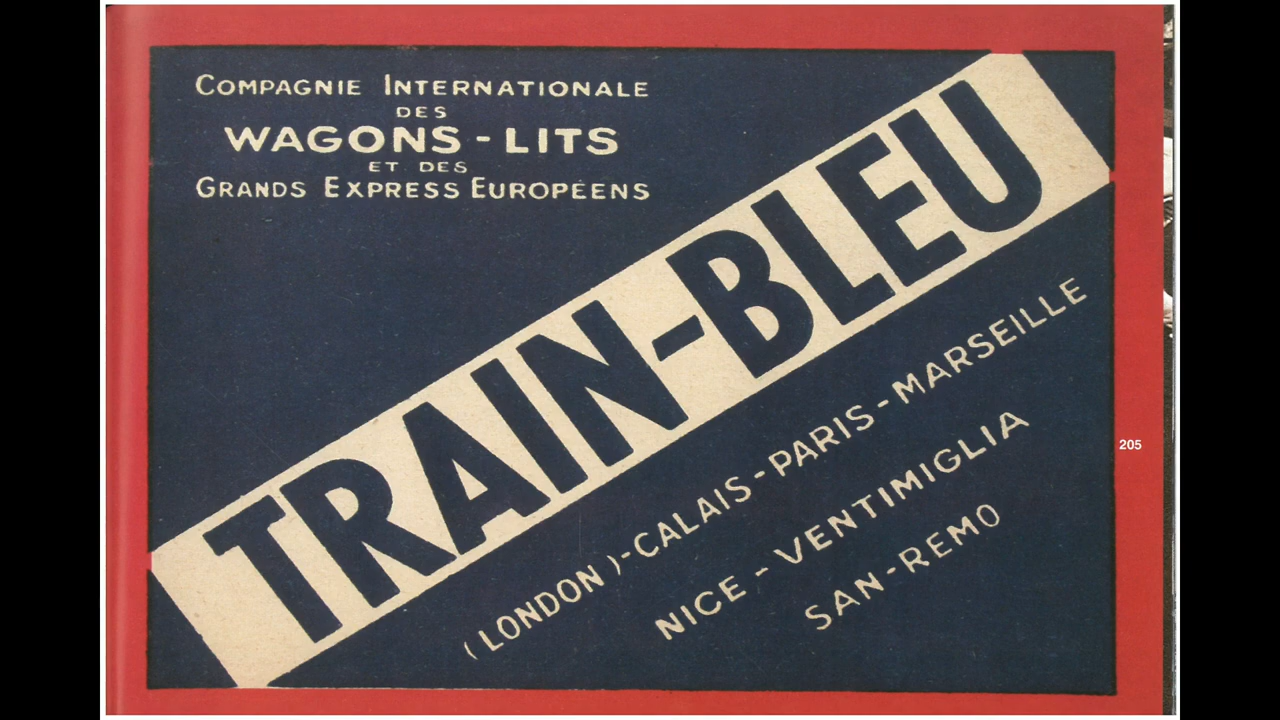 COMPAGNIE INTERNATIONALE
DES
WAGONS-LITS
ET DES
GRANDS EXPRESS EUROPÉENS
TRAIN-BLEU
(LONDON)-CALAIS-PARIS-MARSEILLE
NICE-VENTIMIGLIA
SAN-REMO
205